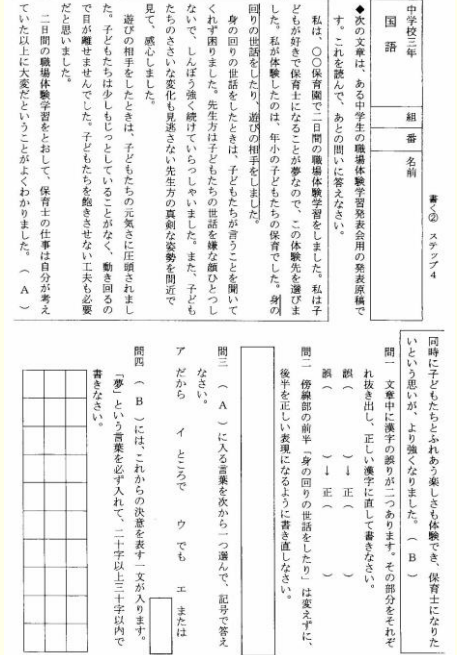 中学校三年
国語
組 番 名前
書く② ステップ4
◆次の文章は、ある中学生の職場体験学習発表会用の発表原稿で
す。これを読んで、あとの問いに答えなさい。
私は、〇〇保育園で二日間の職場体験学習をしました。私は子
どもが好きで保育士になることが夢なので、この体験先を選びま
した。私が体験したのは、年小の子どもたちの保育でした。身の
回りの世話をしたり、遊びの相手をしました。
身の回りの世話をしたときは、子どもたちが言うことを聞いて
くれず困りました。先生方は子どもたちの世話を嫌な顔ひとつし
ないで、しんぼう強く続けていらっしゃいました。また、子ども
たちのささいな変化も見逃さない先生方の真剣な姿勢を間近で
見て、感心しました。
遊びの相手をしたときは、子どもたちの元気さに圧頭されまし
た。子どもたちは少しもじっとしていることがなく、動き回るの
で目が離せませんでした。子どもたちを飽きさせない工夫も必要
だと思いました。
二日間の職場体験学習をとおして、保育士の仕事は自分が考え
ていた以上に大変だということがよくわかりました。( A )
同時に子どもたちとふれあう楽しさも体験でき、保育士になりた
いという思いが、より強くなりました。( B )
問一 文章中に漢字の誤りが二つあります。その部分をそれぞ
れ抜き出し、正しい漢字に直して書きなさい。
誤( )→正( )
誤( )→正( )
問二 傍線部の前半「身の回りの世話をしたり」は変えずに、
後半を正しい表現になるように書き直しなさい。
問三 ( A )に入る言葉を次から一つ選んで、記号で答え
なさい。
ア だから イ ところで ウ でも エ または
問四 ( B )には、これからの決意を表す一文が入ります。
「夢」という言葉を必ず入れて、二十字以上三十字以内で
書きなさい。